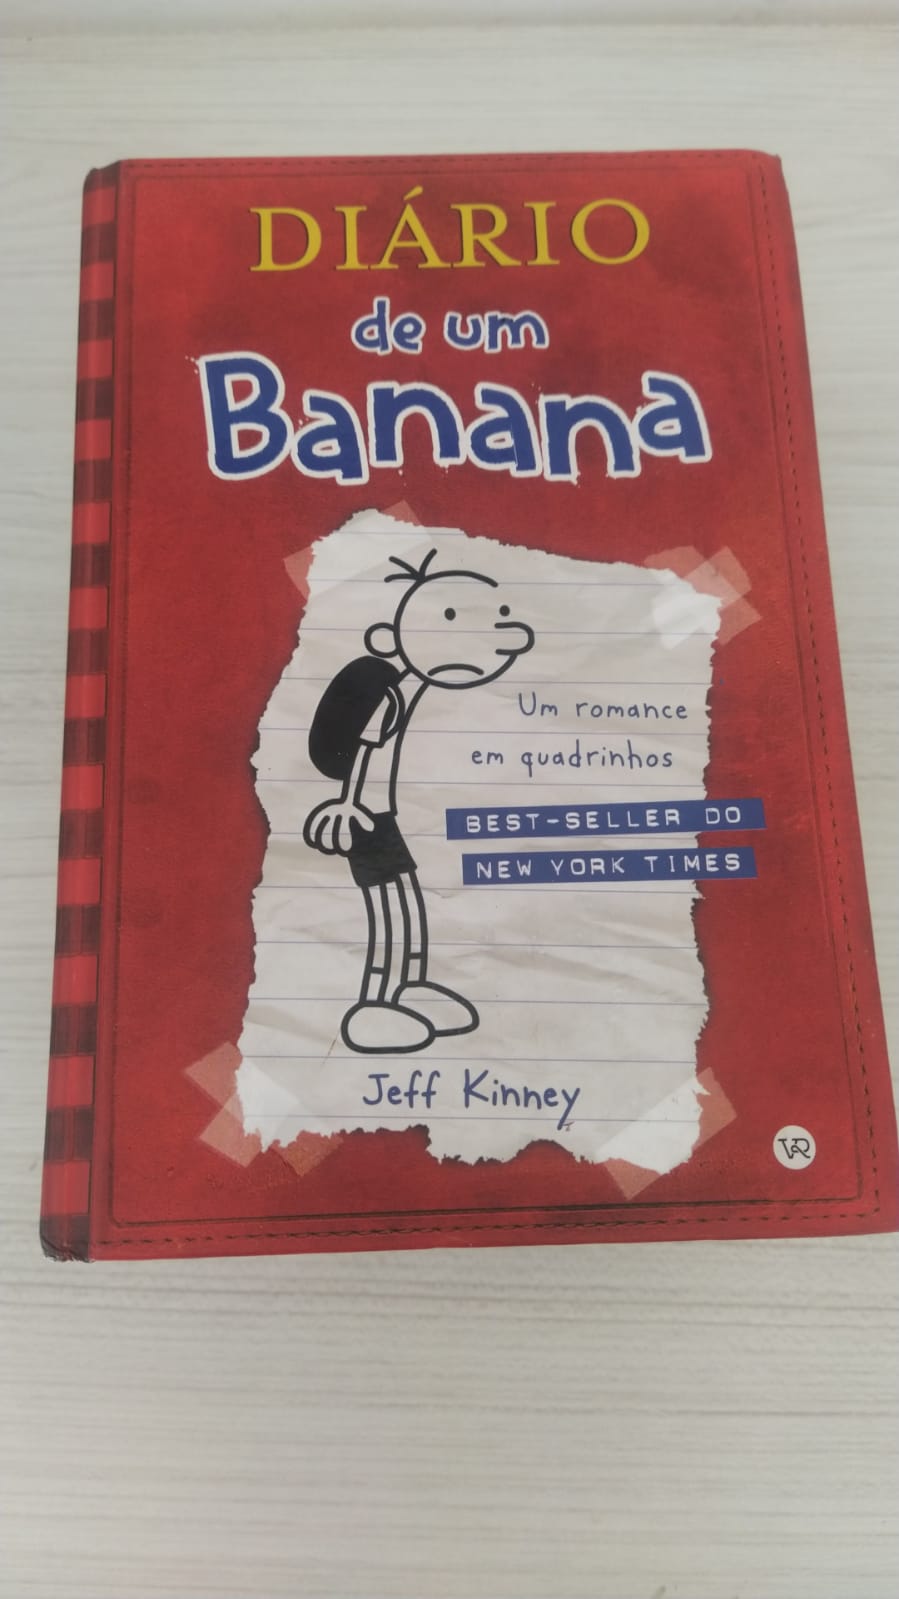 DIÁRIO
de um
Banana
Um romance
em quadrinhos
BEST-SELLER DO
NEW YORK TIMES
Jeff Kinney
V&R